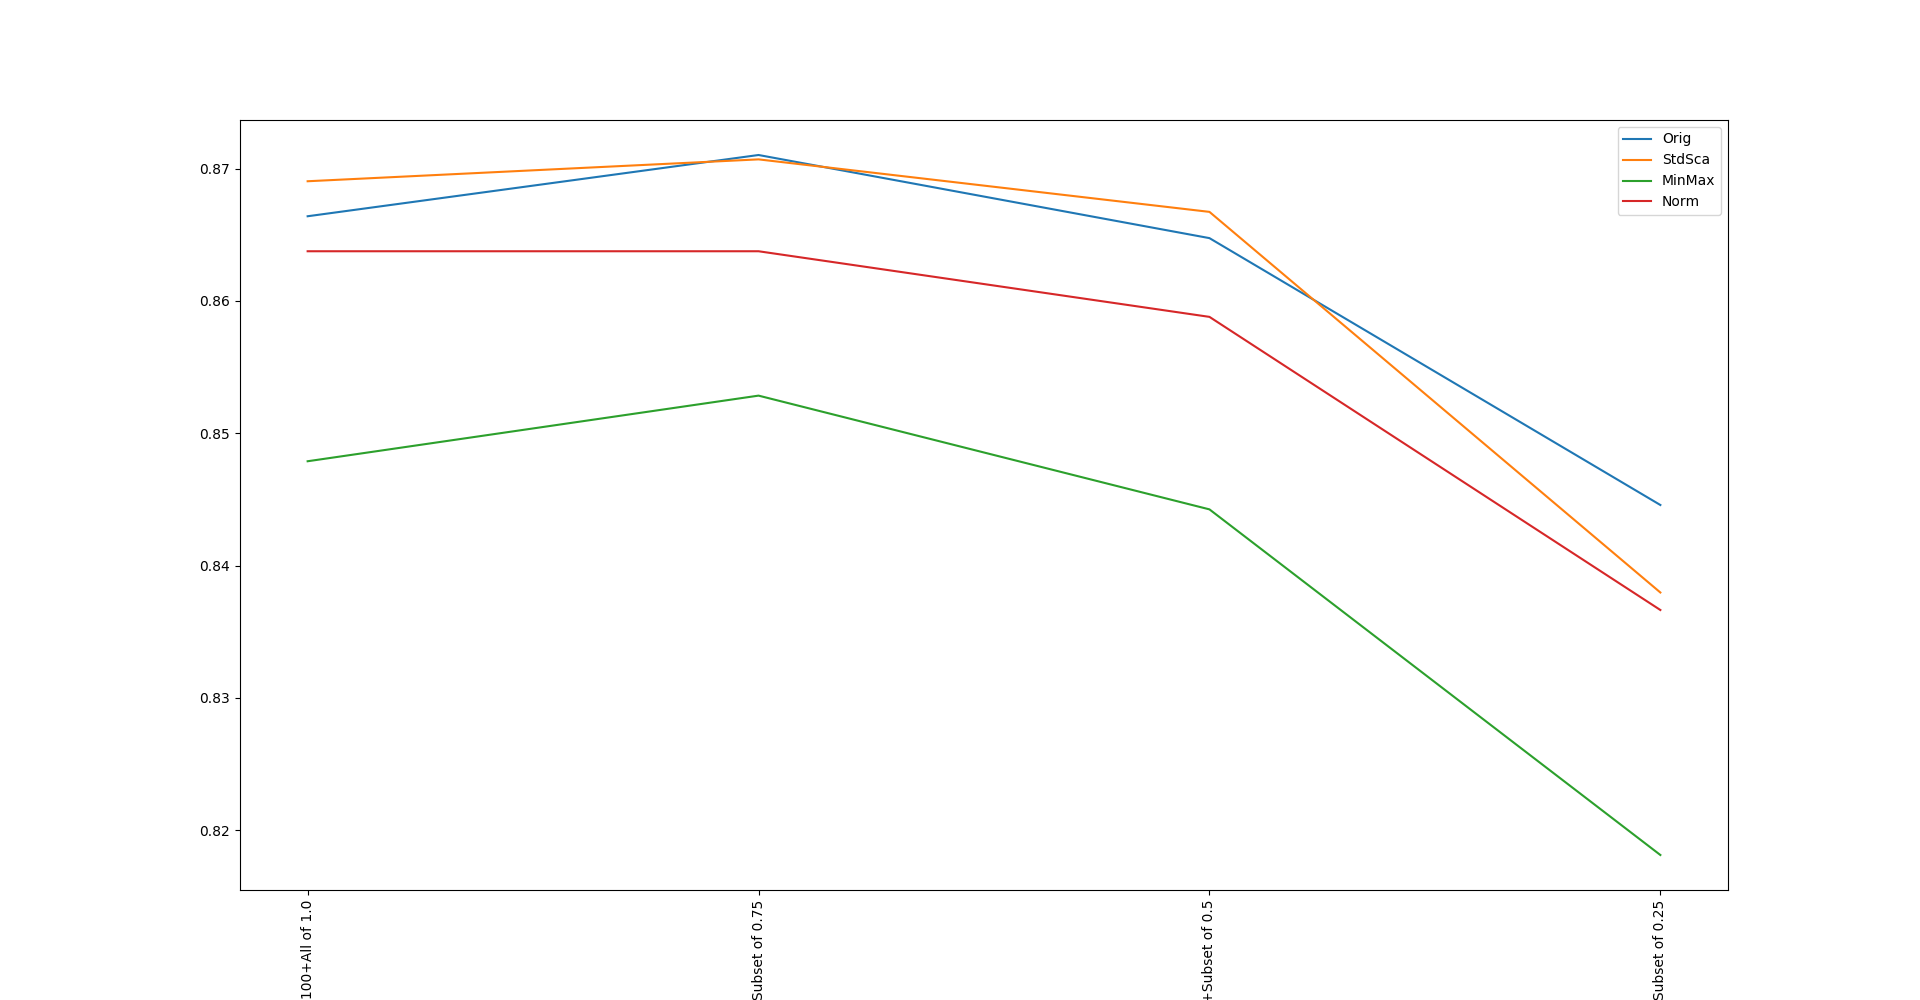 0.87
0.86
0.85
0.84
0.83
0.82
Orig
StdSca
MinMax
Norm
100+All of 1.0
Subset of 0.75
+Subset of 0.5
Subset of 0.25